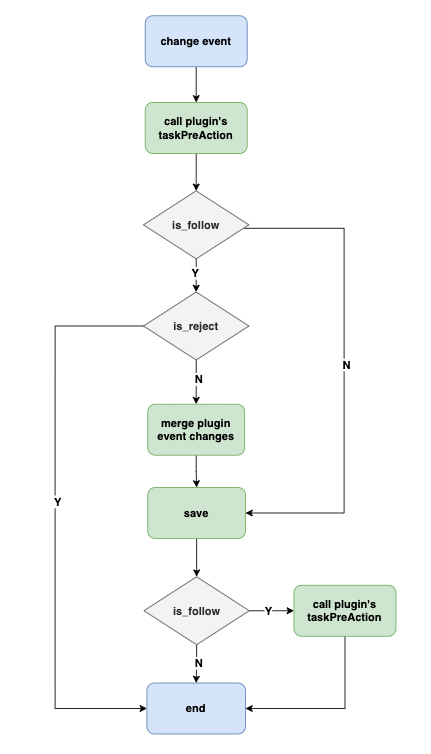 change event
call plugin's
taskPreAction
is_follow
Y
is_reject
N
N
merge plugin
event changes
Y
save
is_follow
Y
call plugin's
taskPreAction
N
end